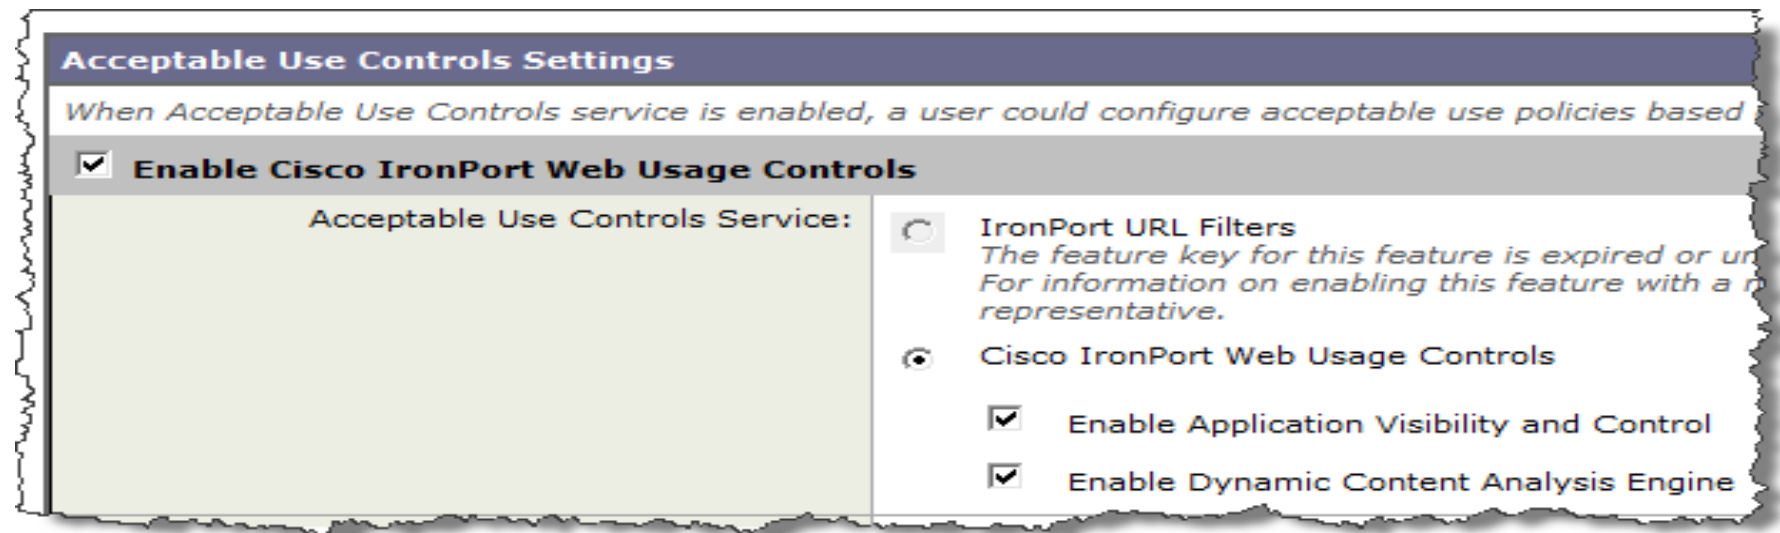 Acceptable Use Controls Settings
When Acceptable Use Controls service is enabled, a user could configure acceptable use policies based
Enable Cisco IronPort Web Usage Controls
Acceptable Use Controls Service:
IronPort URL Filters
The feature key for this feature is expired or
For information on enabling this feature with a
representative.
Cisco IronPort Web Usage Controls
Enable Application Visibility and Control
Enable Dynamic Content Analysis Engine